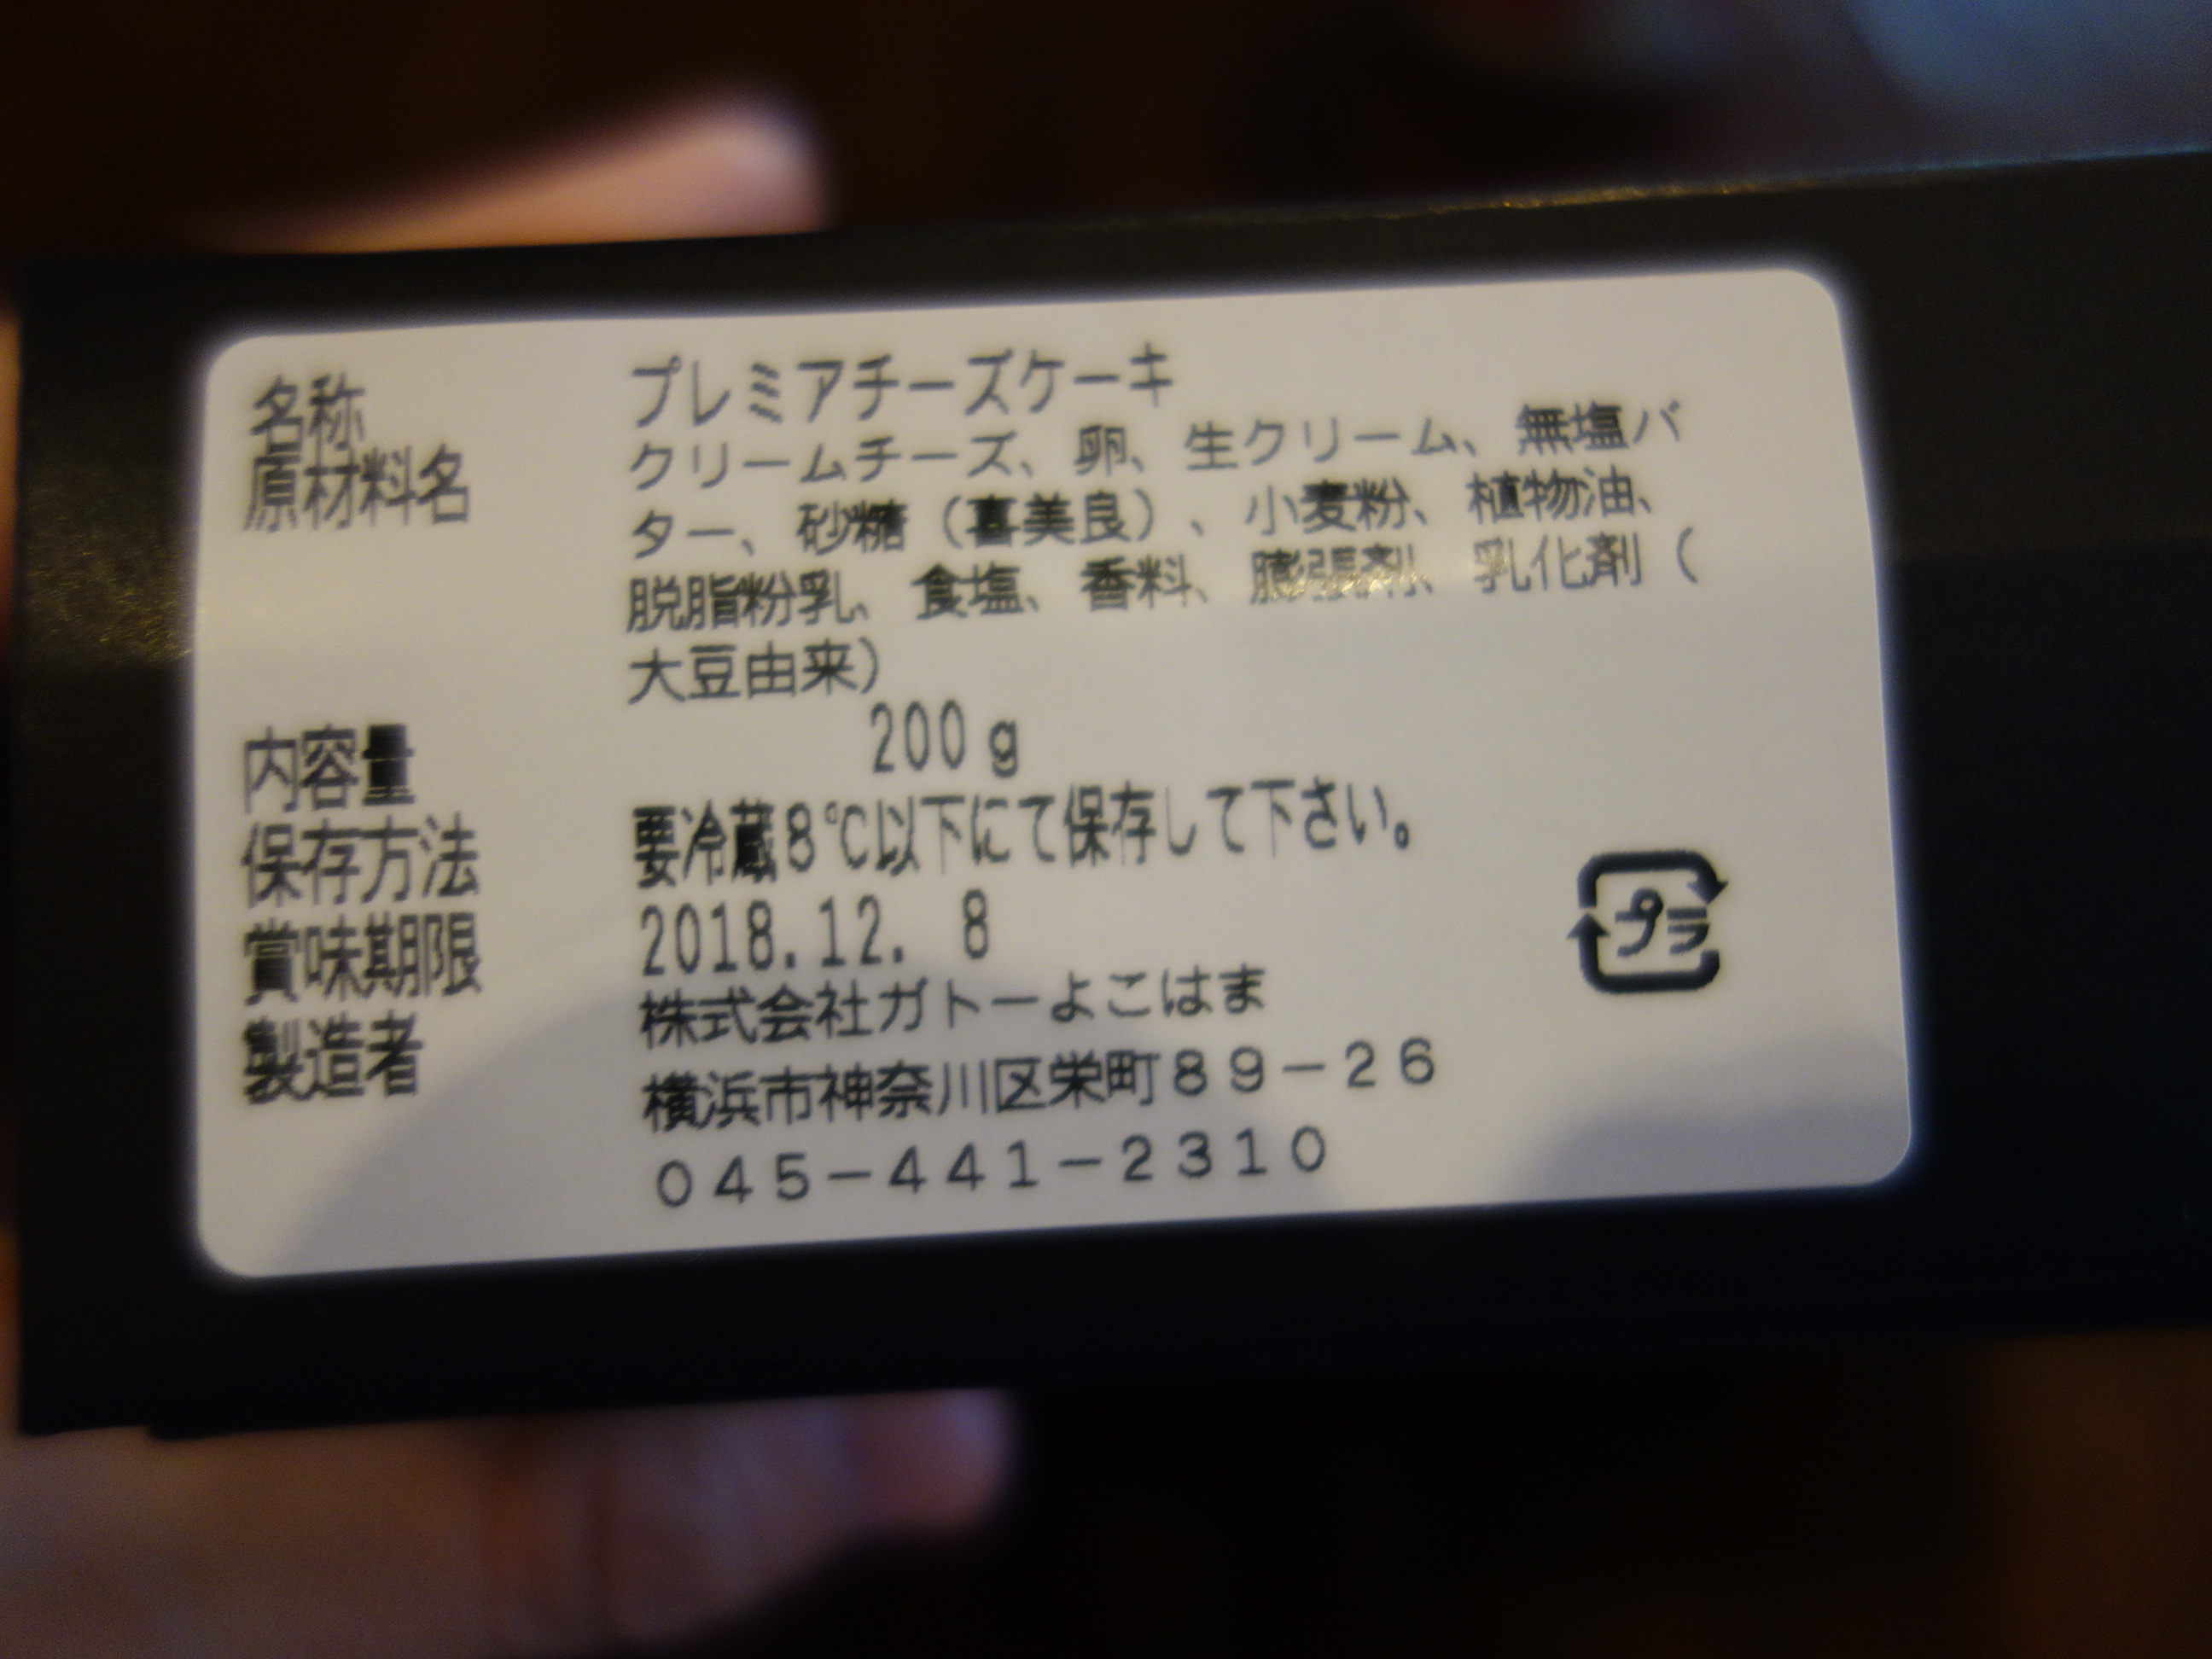 名称 プレミアチーズケーキ
原材料名 クリームチーズ、卵、生クリーム、無塩バ
ター、砂糖(喜美良)、小麦粉、植物油、
脱脂粉乳、食塩、香料、膨張剤、乳化剤(
大豆由来)
内容量 200g
保存方法 要冷蔵8℃以下にて保存して下さい。
賞味期限 2018.12. 8
製造者 株式会社ガトーよこはま
横浜市神奈川区栄町89-26
045-441-2310
プラ